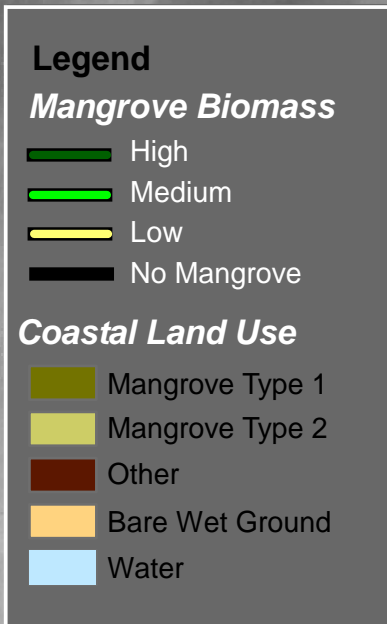 Legend
Mangrove Biomass
High
Medium
Low
No Mangrove
Coastal Land Use
Mangrove Type 1
Mangrove Type 2
Other
Bare Wet Ground
Water